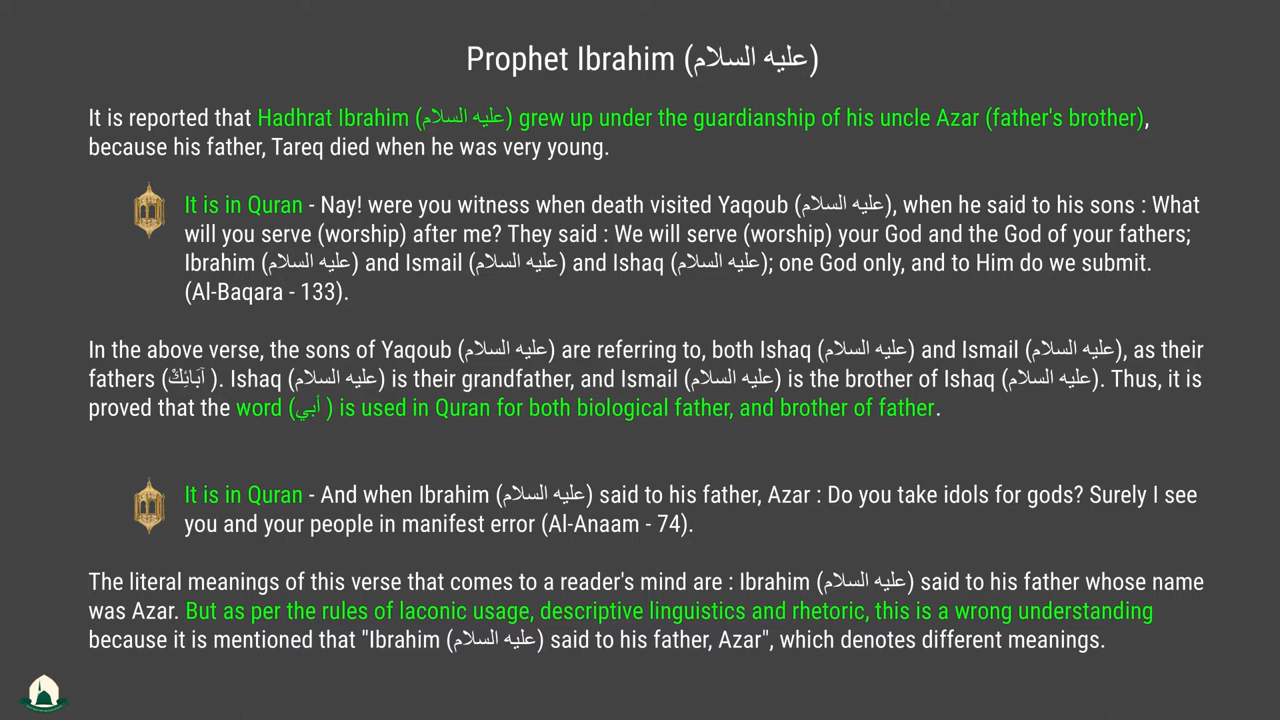 Prophet Ibrahim (عليه السلام)
It is reported that Hadhrat Ibrahim (عليه السلام) grew up under the guardianship of his uncle Azar (father's brother),
because his father, Tareq died when he was very young.
It is in Quran - Nay! were you witness when death visited Yaqoub (عليه السلام), when he said to his sons : What
will you serve (worship) after me? They said : We will serve (worship) your God and the God of your fathers;
Ibrahim (عليه السلام) and Ismail (عليه السلام) and Ishaq (عليه السلام); one God only, and to Him do we submit.
(Al-Baqara - 133).
In the above verse, the sons of Yaqoub (عليه السلام) are referring to, both Ishaq (عليه السلام) and Ismail (عليه السلام), as their
fathers (آبَائِكَ ). Ishaq (عليه السلام) is their grandfather, and Ismail (عليه السلام) is the brother of Ishaq (عليه السلام). Thus, it is
proved that the word (أبي ) is used in Quran for both biological father, and brother of father.
It is in Quran - And when Ibrahim (عليه السلام) said to his father, Azar : Do you take idols for gods? Surely I see
you and your people in manifest error (Al-Anaam - 74).
The literal meanings of this verse that comes to a reader's mind are : Ibrahim (عليه السلام) said to his father whose name
was Azar. But as per the rules of laconic usage, descriptive linguistics and rhetoric, this is a wrong understanding
because it is mentioned that "Ibrahim (عليه السلام) said to his father, Azar", which denotes different meanings.